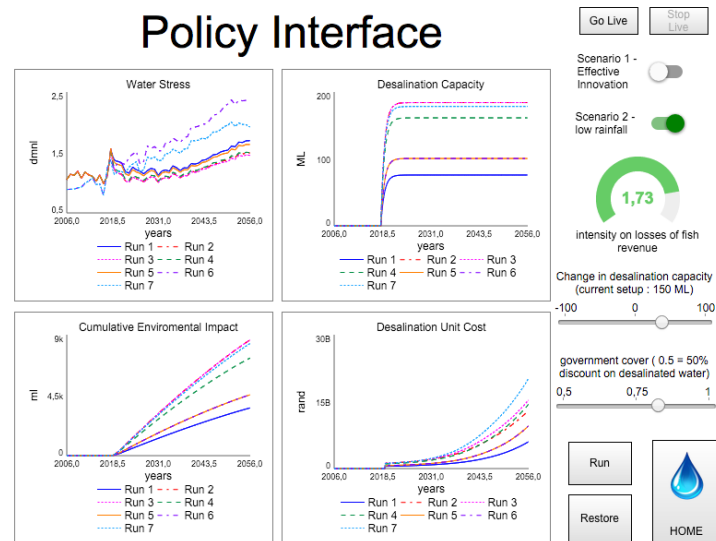 Policy Interface
Go Live
Stop
Live
Scenario 1 -
Effective
Innovation
Scenario 2 -
low rainfall
1,73
intensity on losses of fish
revenue
Change in desalination capacity
(current setup : 150 ML)
-100 0 100
government cover ( 0.5 = 50%
discount on desalinated water)
0,5 0,75 1
Run
Restore
HOME
Water Stress
2,5
1,5
0,5
dmnl
2006,0 2018,5 2031,0 2043,5 2056,0
years
Run 1 Run 2
Run 3 Run 4
Run 5 Run 6
Run 7
Desalination Capacity
200
100
0
ML
2006,0 2018,5 2031,0 2043,5 2056,0
years
Run 1 Run 2 Run 3
Run 4 Run 5 Run 6
Run 7
Cumulative Enviromental Impact
9k
4,5k
0
ml
2006,0 2018,5 2031,0 2043,5 2056,0
years
Run 1 Run 2
Run 3 Run 4
Run 5 Run 6
Run 7
Desalination Unit Cost
30B
15B
0
rand
2006,0 2018,5 2031,0 2043,5 2056,0
years
Run 1 Run 2 Run 3
Run 4 Run 5 Run 6
Run 7